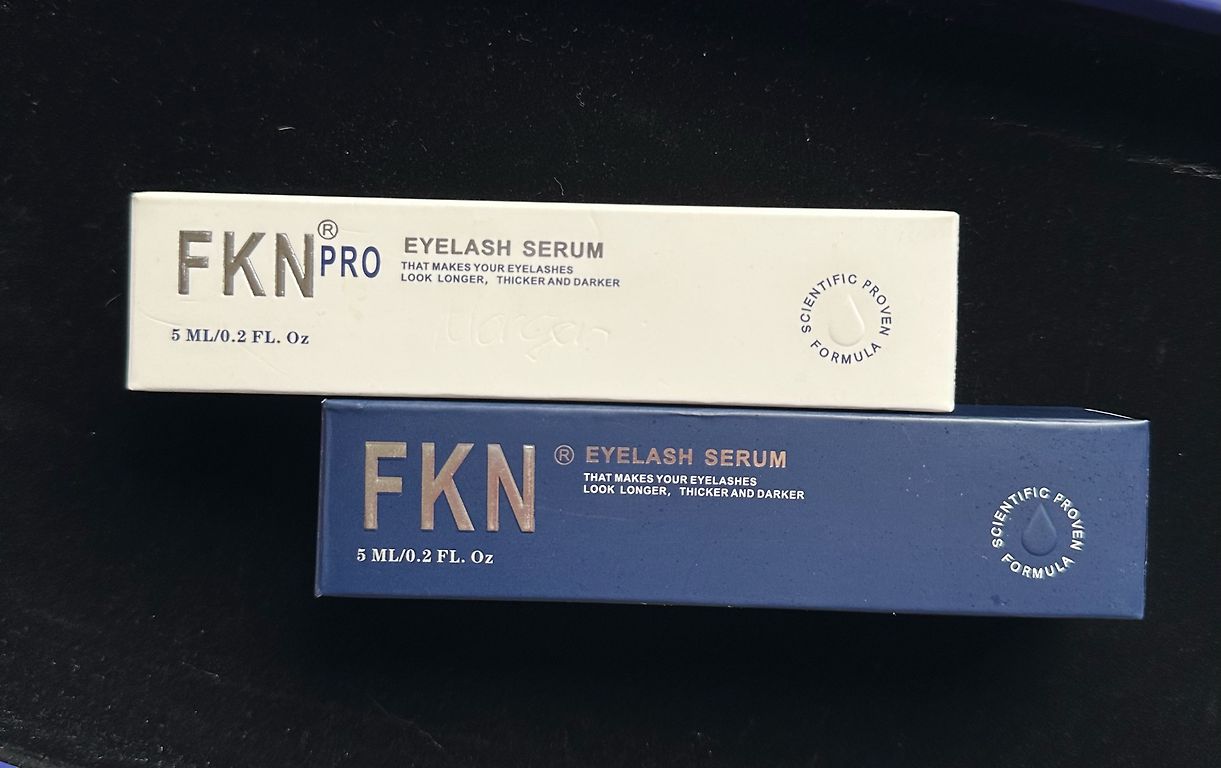 FKN® PRO
EYELASH SERUM
THAT MAKES YOUR EYELASHES
LOOK LONGER, THICKER AND DARKER
5 ML/0.2 FL. Oz
SCIENTIFIC PROVEN
FORMULA
FKN®
EYELASH SERUM
THAT MAKES YOUR EYELASHES
LOOK LONGER, THICKER AND DARKER
5 ML/0.2 FL. Oz
SCIENTIFIC PROVEN
FORMULA